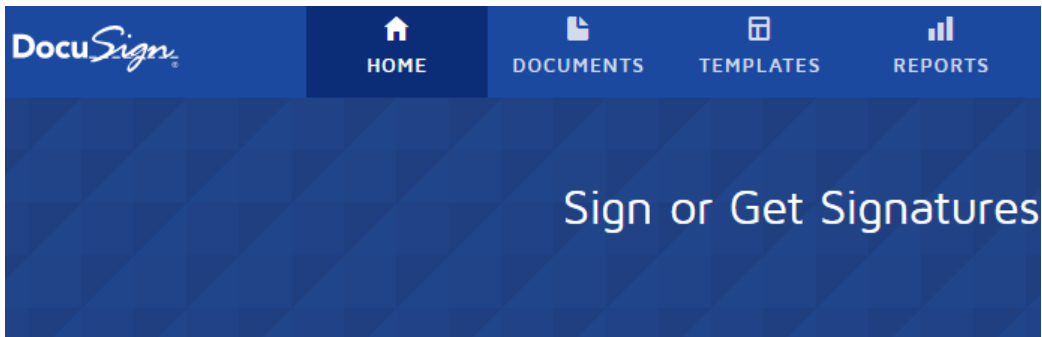 DocuSign®
HOME DOCUMENTS TEMPLATES REPORTS
Sign or Get Signatures